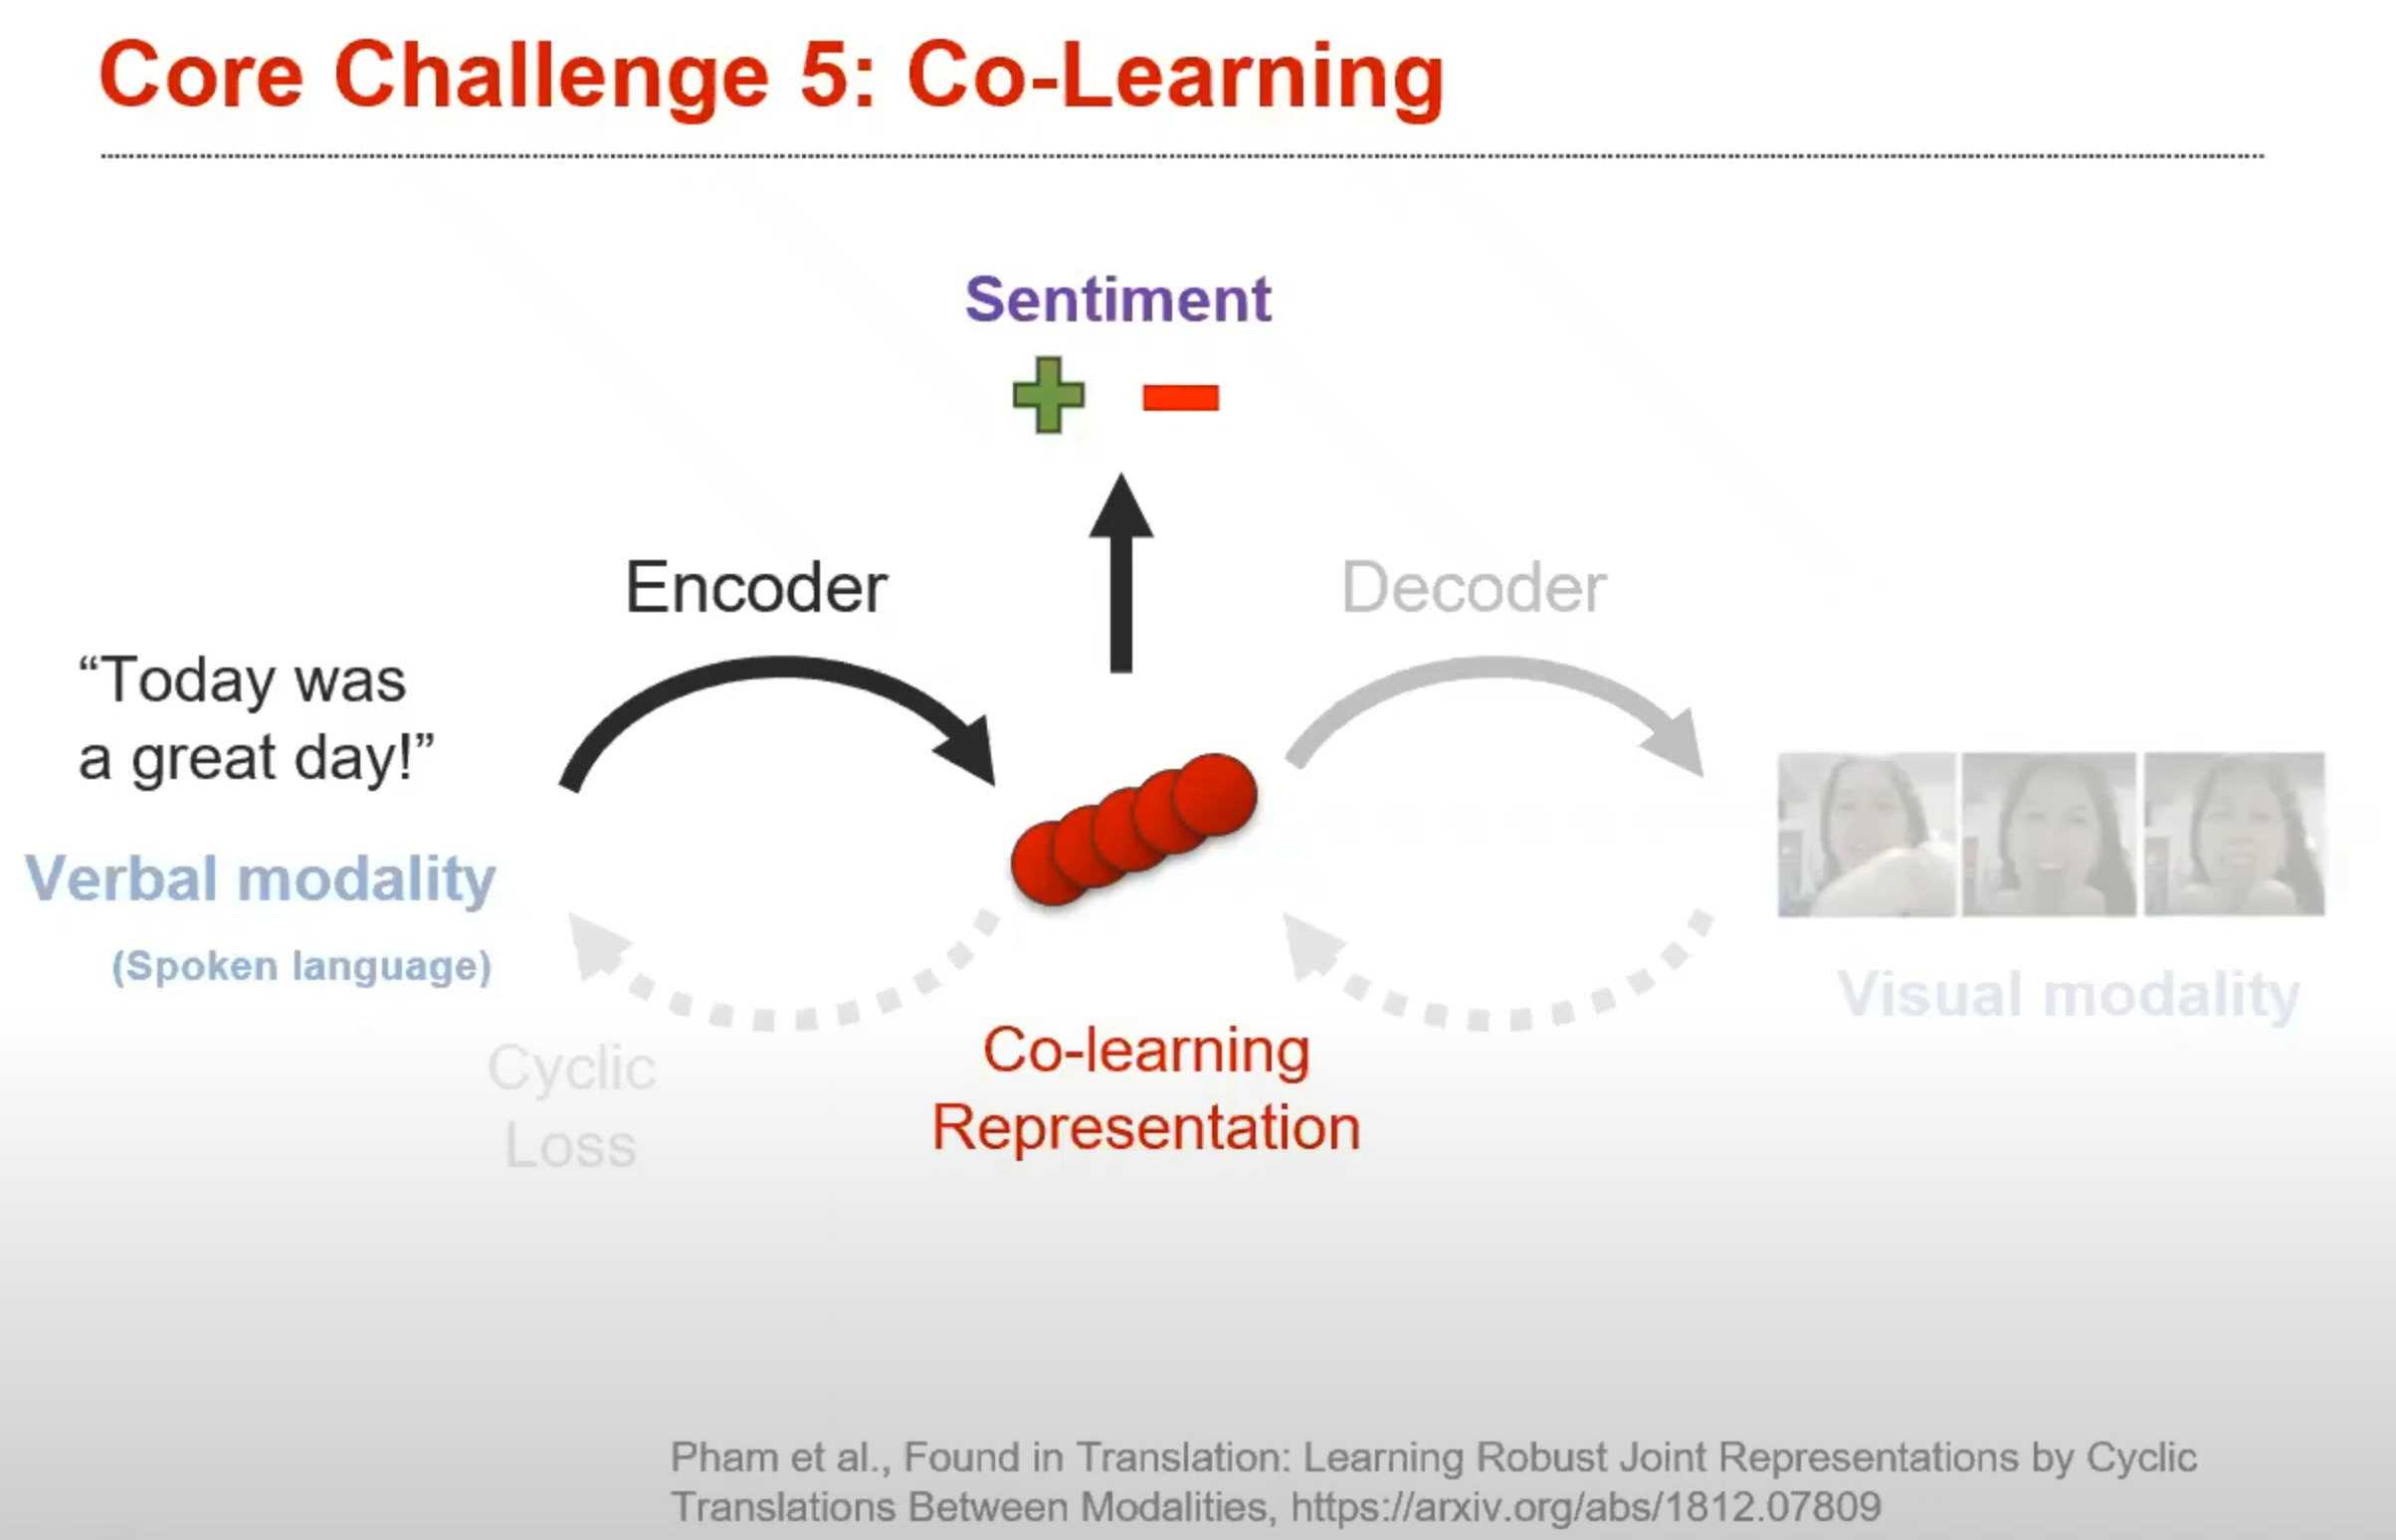 Core Challenge 5: Co-Learning
Sentiment
Encoder
Decoder
“Today was
a great day!”
Verbal modality
(Spoken language)
Visual modality
Cyclic
Loss
Co-learning
Representation
Pham et al., Found in Translation: Learning Robust Joint Representations by Cyclic
Translations Between Modalities, https://arxiv.org/abs/1812.07809